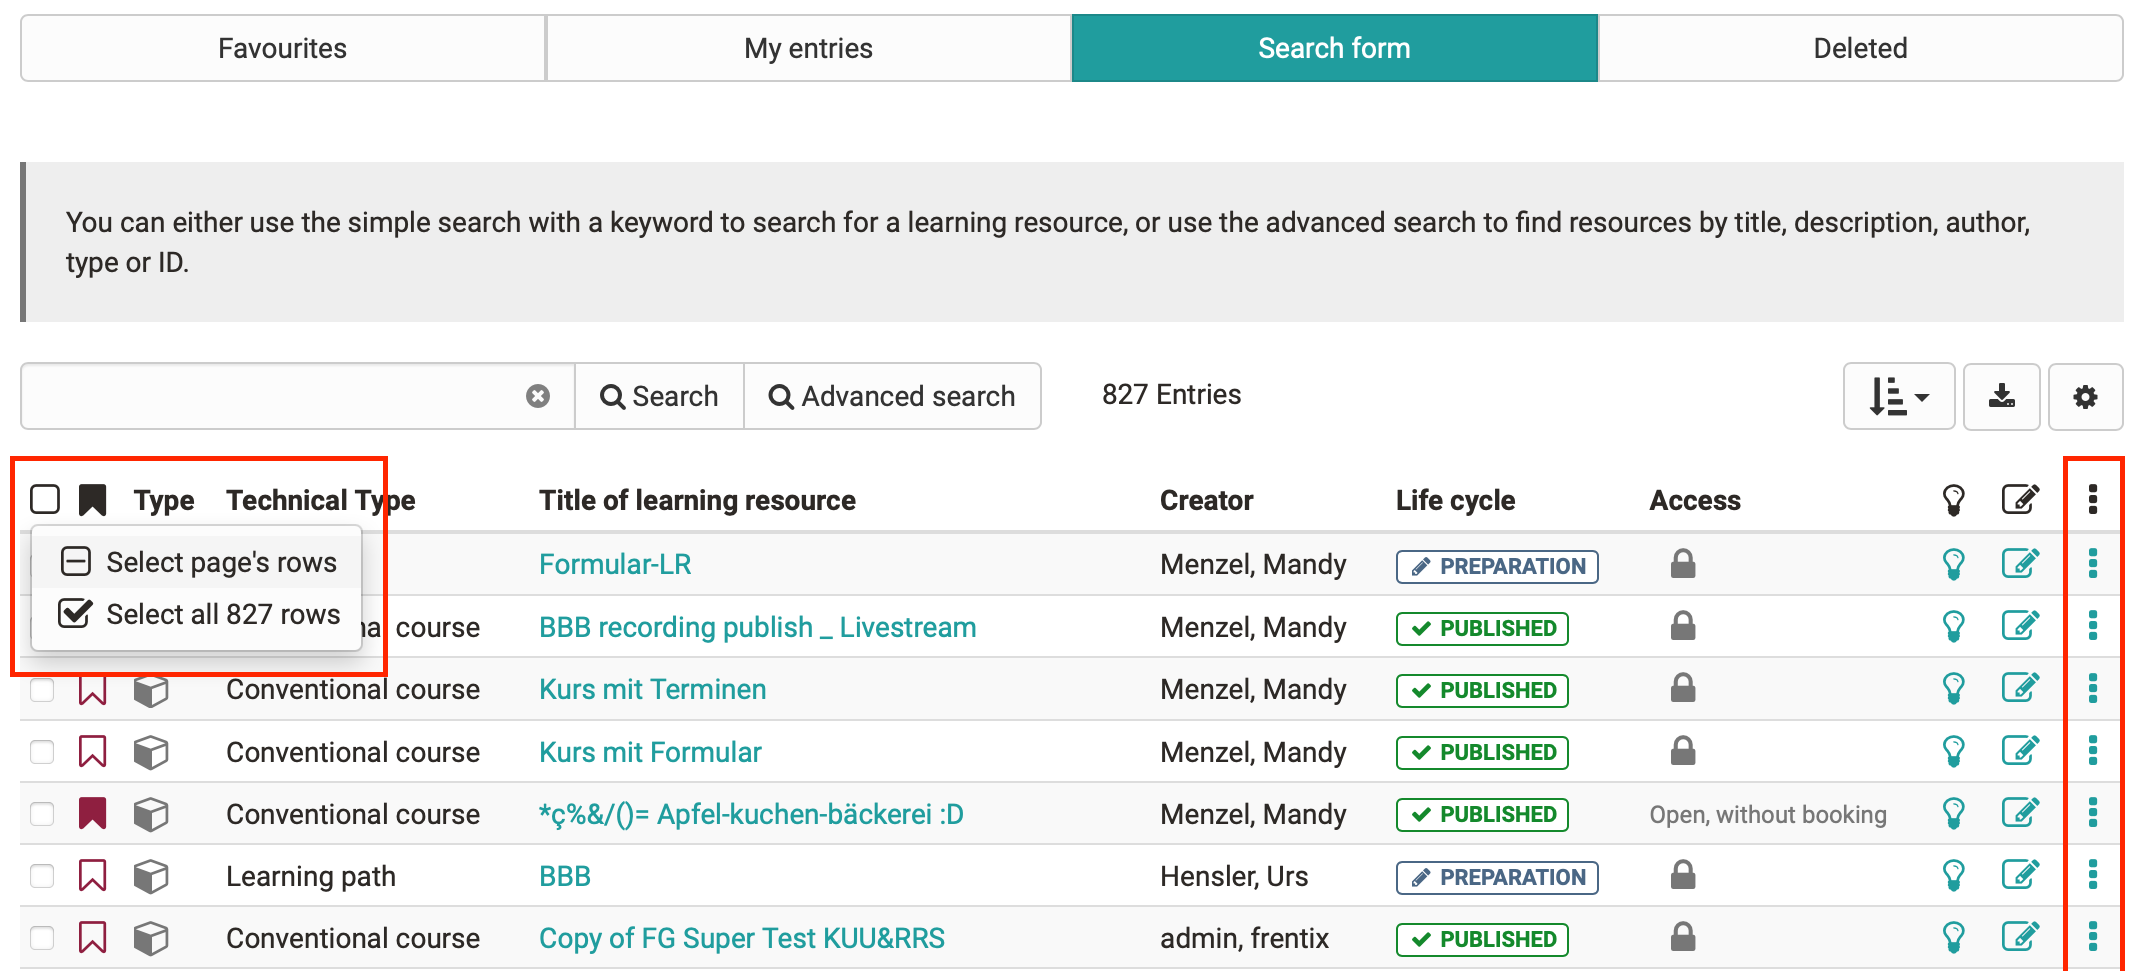 Favourites
My entries
Search form
Deleted
You can either use the simple search with a keyword to search for a learning resource, or use the advanced search to find resources by title, description, author,
type or ID.
Search
Advanced search
827 Entries
Type Technical Type Title of learning resource Creator Life cycle Access
Select page's rows
Select all 827 rows
Formular-LR Menzel, Mandy PREPARATION
course BBB recording publish _ Livestream Menzel, Mandy PUBLISHED
Conventional course Kurs mit Terminen Menzel, Mandy PUBLISHED
Conventional course Kurs mit Formular Menzel, Mandy PUBLISHED
Conventional course *ç%&/()= Apfel-kuchen-bäckerei :D Menzel, Mandy PUBLISHED Open, without booking
Learning path BBB Hensler, Urs PREPARATION
Conventional course Copy of FG Super Test KUU&RRS admin, frentix PUBLISHED